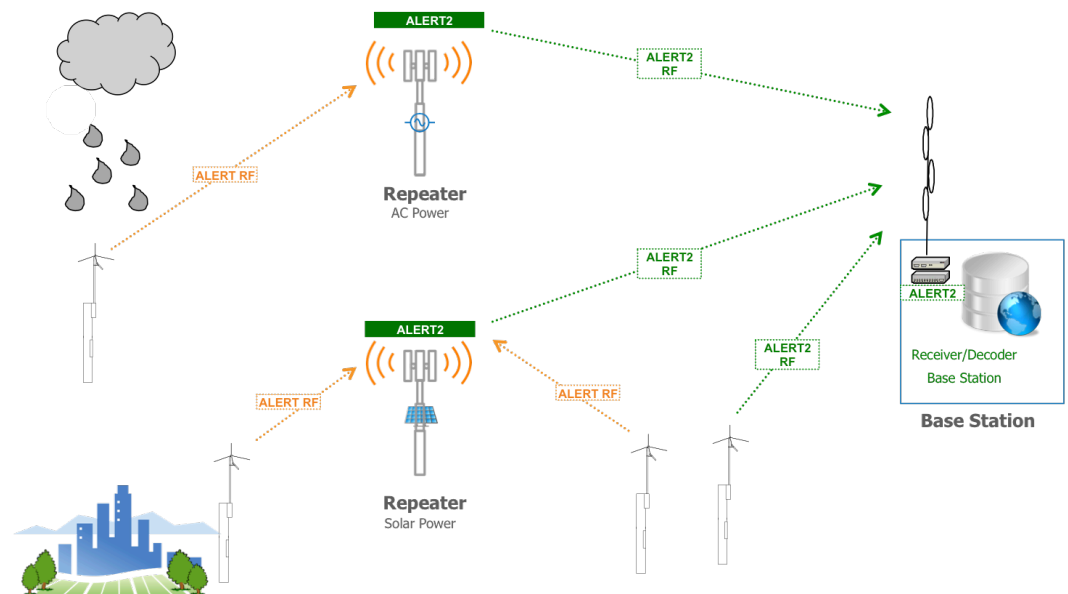 ALERT2
ALERT2
RF
ALERT RF
Repeater
AC Power
ALERT2
RF
ALERT2
ALERT2
ALERT2
RF
Receiver/Decoder
Base Station
Base Station
ALERT RF
ALERT RF
Repeater
Solar Power